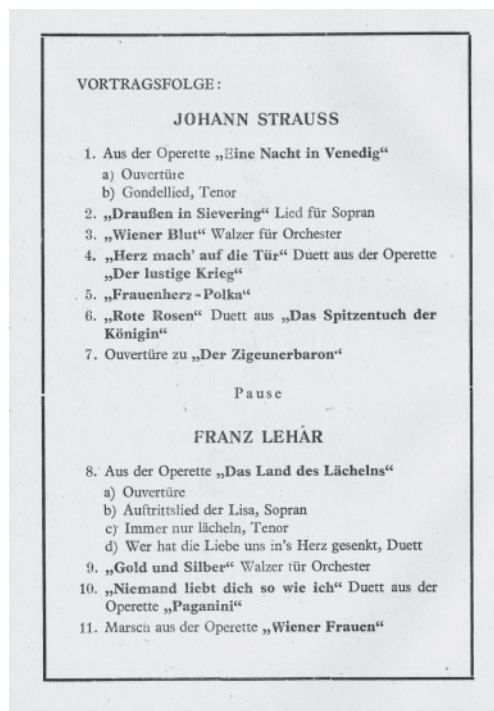 VORTRAGSFOLGE:
JOHANN STRAUSS
1. Aus der Operette „Eine Nacht in Venedig“
a) Ouvertüre
b) Gondellied, Tenor
2. „Draußen in Sievering“ Lied für Sopran
3. „Wiener Blut“ Walzer für Orchester
4. „Herz mach’ auf die Tür“ Duett aus der Operette
„Der lustige Krieg“
5. „Frauenherz-Polka“
6. „Rote Rosen“ Duett aus „Das Spitzentuch der
Königin“
7. Ouvertüre zu „Der Zigeunerbaron“
Pause
FRANZ LEHÁR
8. Aus der Operette „Das Land des Lächelns“
a) Ouvertüre
b) Auftrittslied der Lisa, Sopran
c) Immer nur lächeln, Tenor
d) Wer hat die Liebe uns in’s Herz gesenkt, Duett
9. „Gold und Silber“ Walzer für Orchester
10. „Niemand liebt dich so wie ich“ Duett aus der
Operette „Paganini“
11. Marsch aus der Operette „Wiener Frauen“